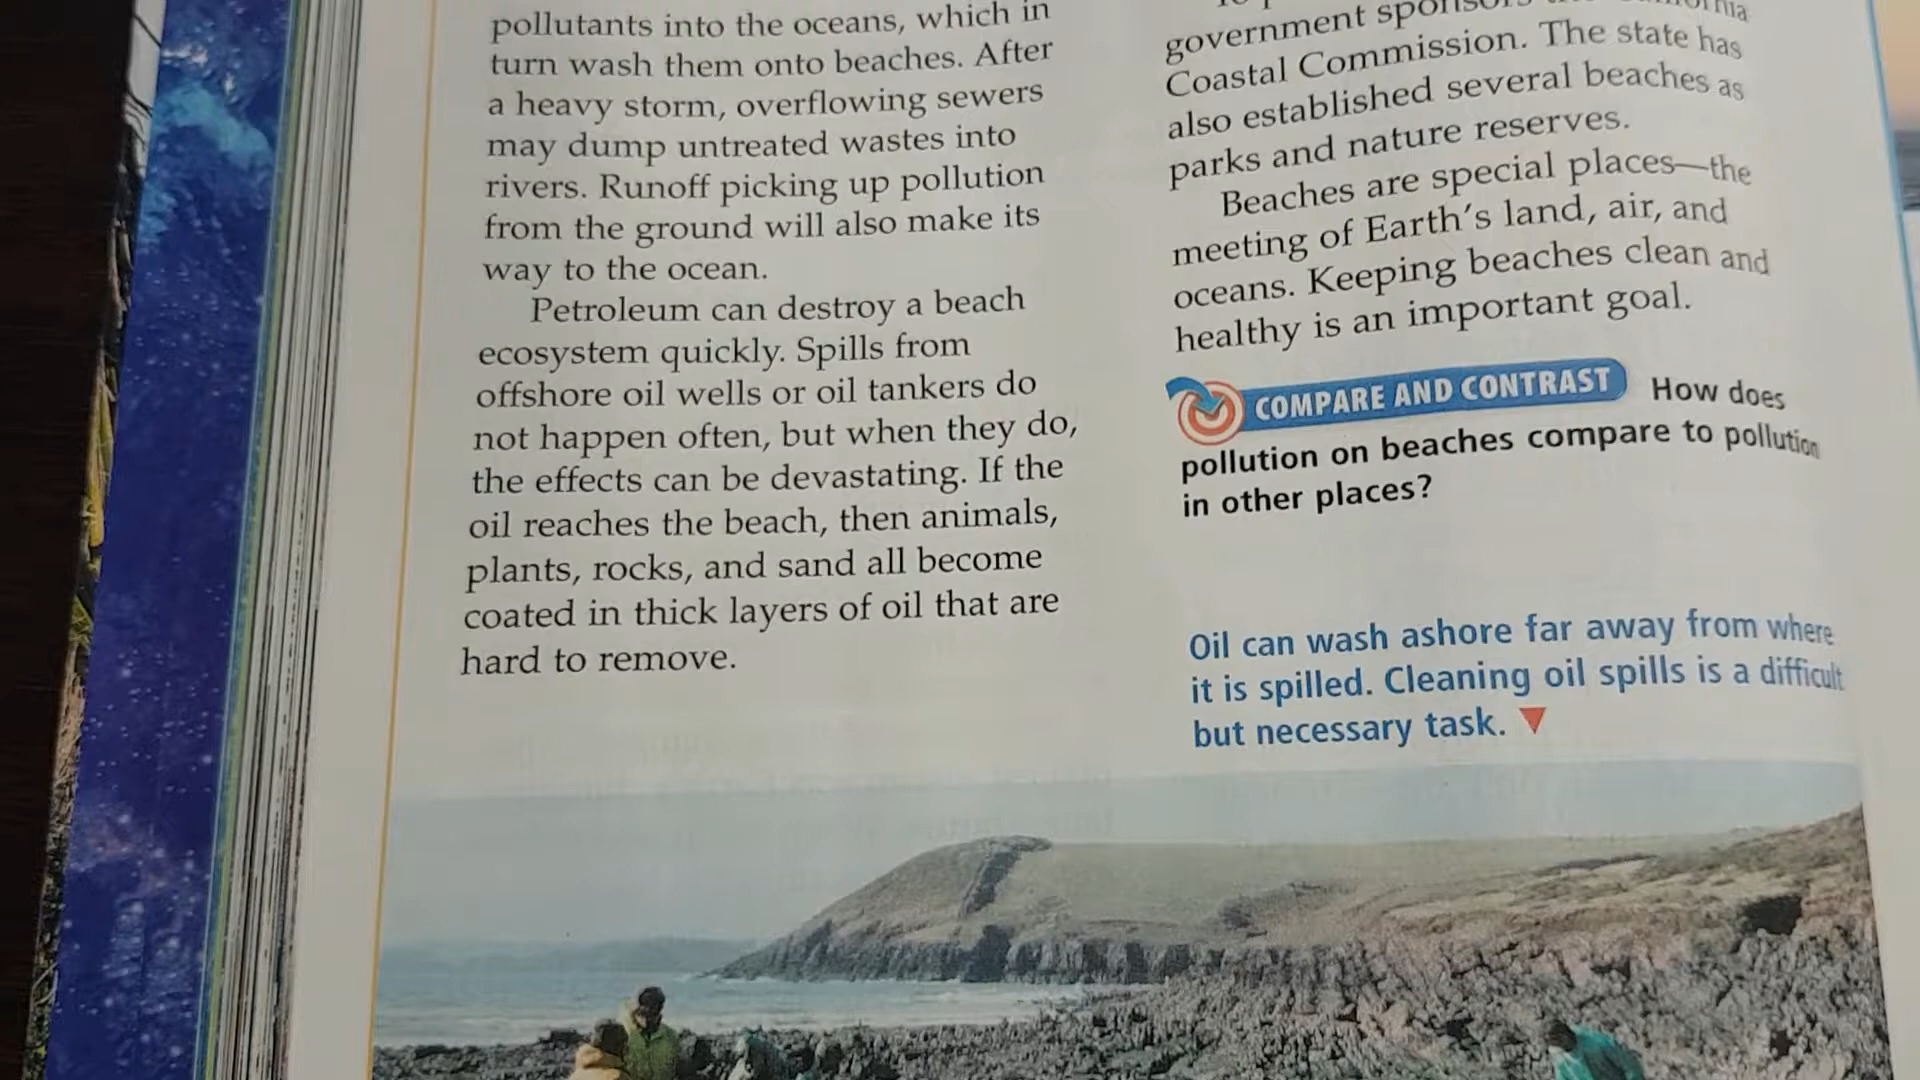 pollutants into the oceans, which in
turn wash them onto beaches. After
a heavy storm, overflowing sewers
may dump untreated wastes into
rivers. Runoff picking up pollution
from the ground will also make its
way to the ocean.
Petroleum can destroy a beach
ecosystem quickly. Spills from
offshore oil wells or oil tankers do
not happen often, but when they do,
the effects can be devastating. If the
oil reaches the beach, then animals,
plants, rocks, and sand all become
coated in thick layers of oil that are
hard to remove.
government sponsors
Coastal Commission. The state has
also established several beaches as
parks and nature reserves.
Beaches are special places—the
meeting of Earth's land, air, and
oceans. Keeping beaches clean and
healthy is an important goal.
COMPARE AND CONTRAST How does
pollution on beaches compare to pollution
in other places?
Oil can wash ashore far away from where
it is spilled. Cleaning oil spills is a difficult
but necessary task.